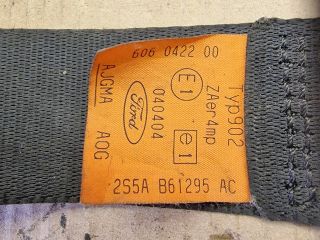 606 0422 00
Typ902
zAer4mp
E1
e1
Ford
040404
AJGMA AOG
2S5A B61295 AC